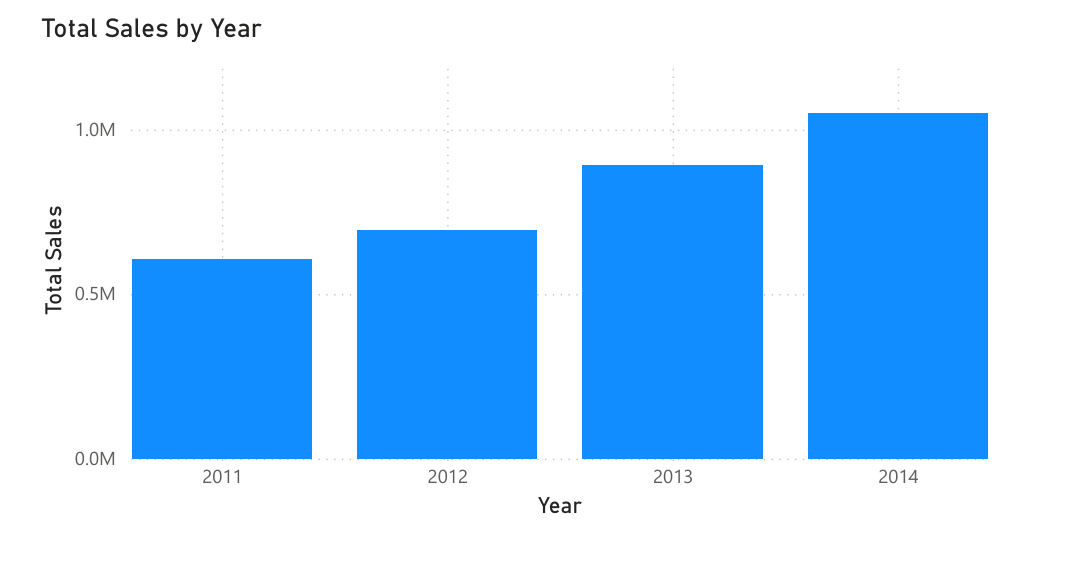 Total Sales by Year
Total Sales
1.0M
0.5M
0.0M
2011 2012 2013 2014
Year